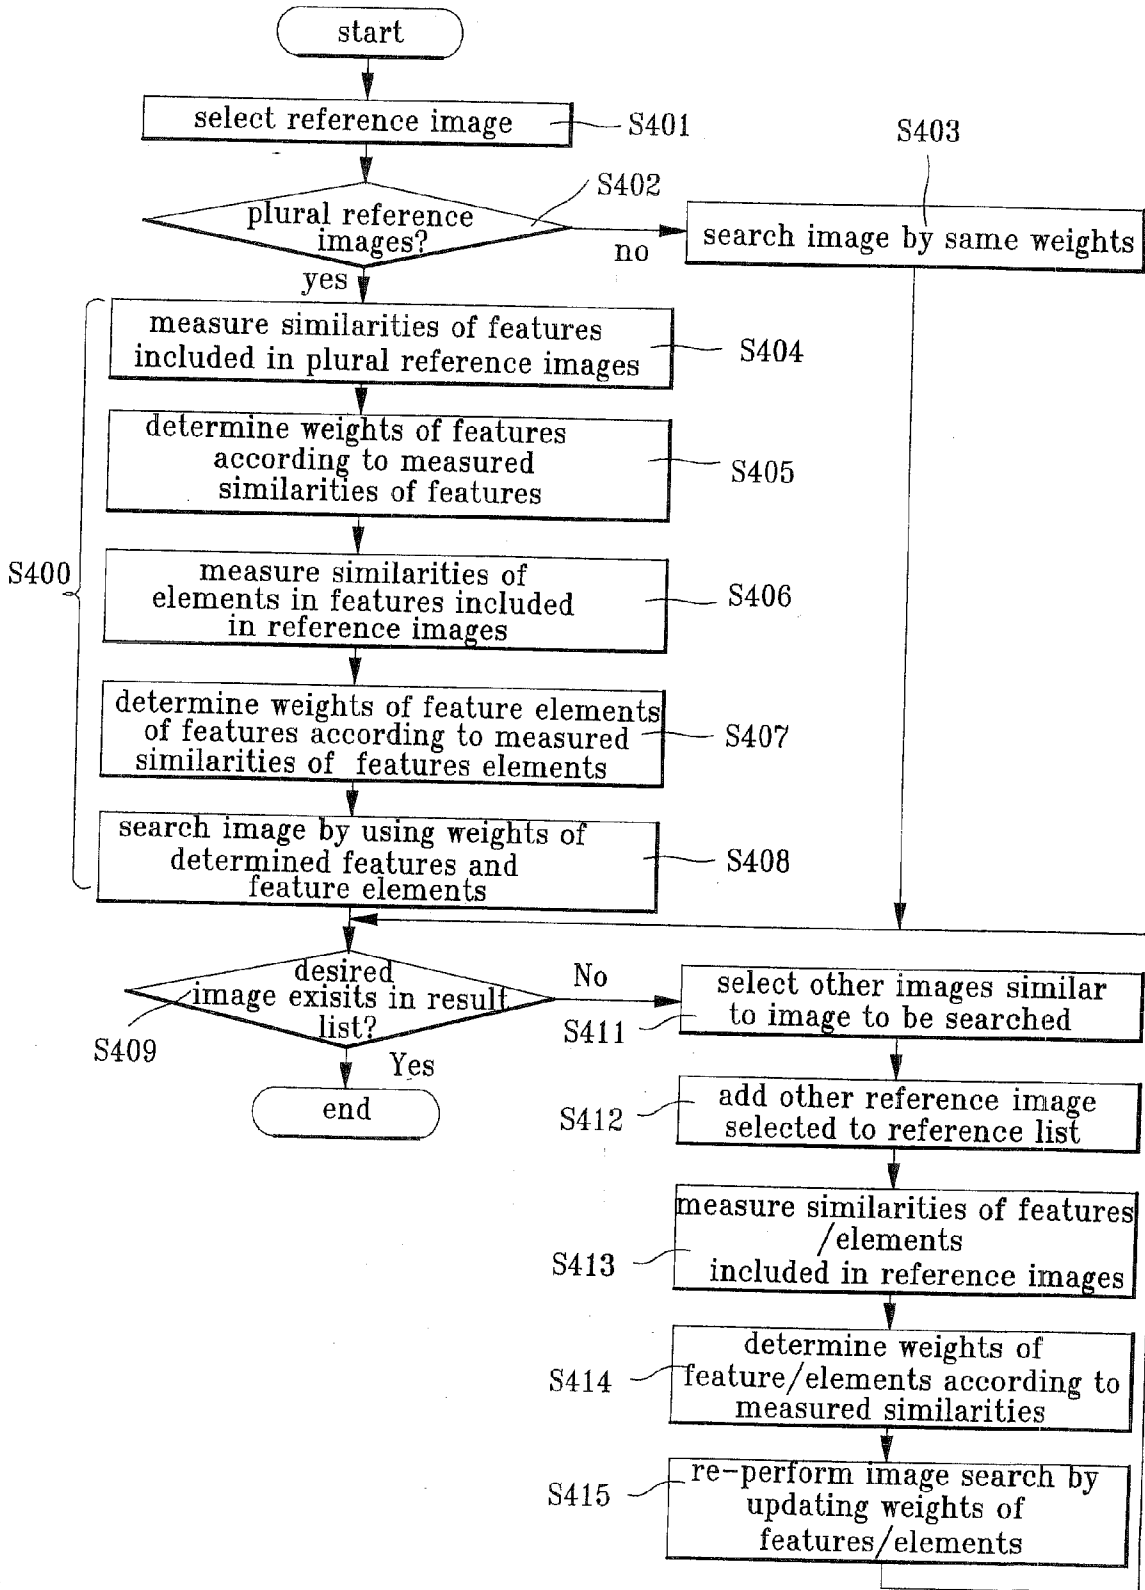 start
select reference image
S401
S403
S402
plural reference
images?
search image by same weights
no
yes
measure similarities of features
included in plural reference images
S404
determine weights of features
according to measured
similarities of features
S405
S400
measure similarities of
elements in features included
in reference images
S406
determine weights of feature elements
of features according to measured
similarities of features elements
S407
search image by using weights of
determined features and
feature elements
S408
desired
image exisits in result
list?
S409
No
Yes
end
select other images similar
to image to be searched
S411
add other reference image
selected to reference list
S412
measure similarities of features
/elements
included in reference images
S413
determine weights of
feature/elements according to
measured similarities
S414
re-perform image search by
updating weights of
features/elements
S415